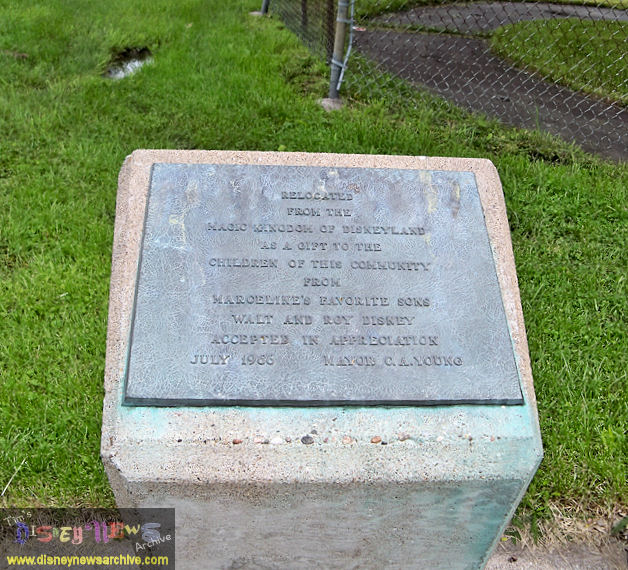 RELOCATED
FROM THE
MAGIC KINGDOM OF DISNEYLAND
AS A GIFT TO THE
CHILDREN OF THIS COMMUNITY
FROM
MARCELINE'S FAVORITE SONS
WALT AND ROY DISNEY
ACCEPTED IN APPRECIATION
JULY 1966 MAYOR C.A. YOUNG
This
DISNEY NEWS
Archive
www.disneynewsarchive.com